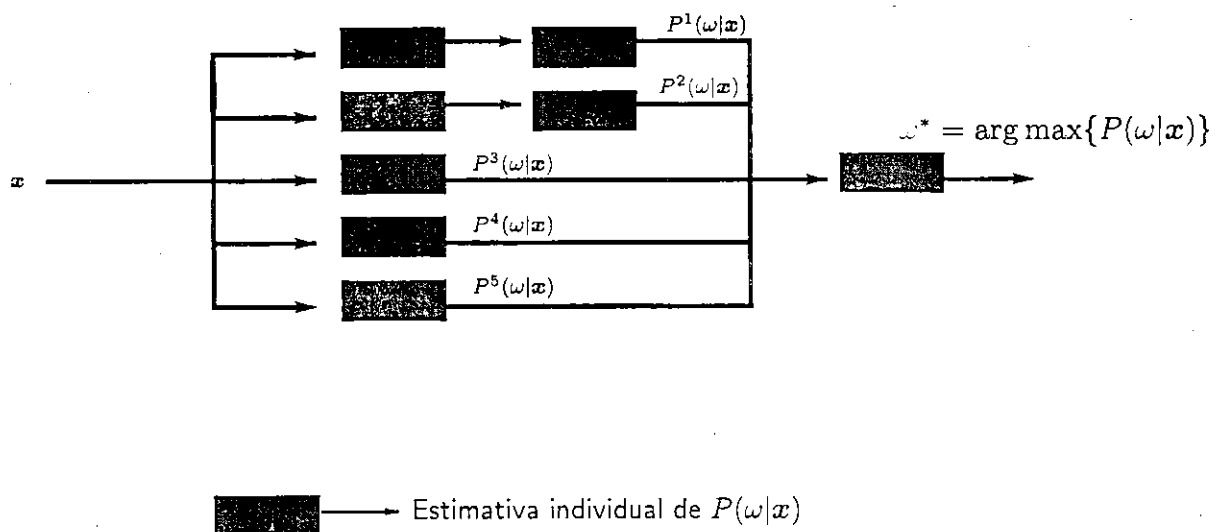 P¹(ω|x)
P²(ω|x)
ω* = arg max{P(ω|x)}
x
P³(ω|x)
P⁴(ω|x)
P⁵(ω|x)
Estimativa individual de P(ω|x)